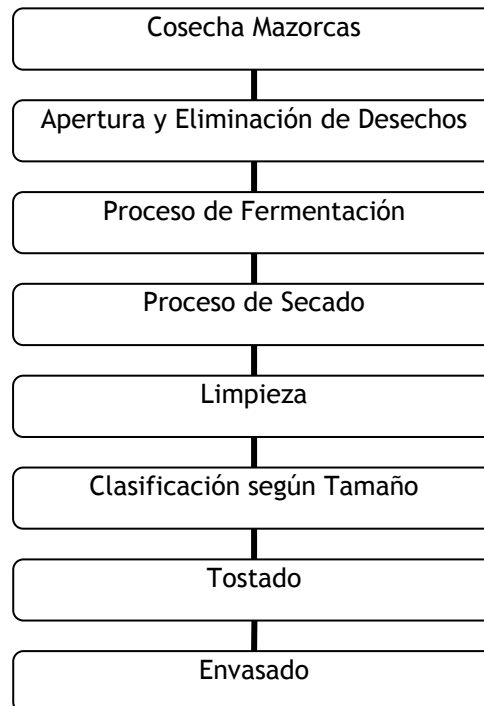 Cosecha Mazorcas
Apertura y Eliminación de Desechos
Proceso de Fermentación
Proceso de Secado
Limpieza
Clasificación según Tamaño
Tostado
Envasado